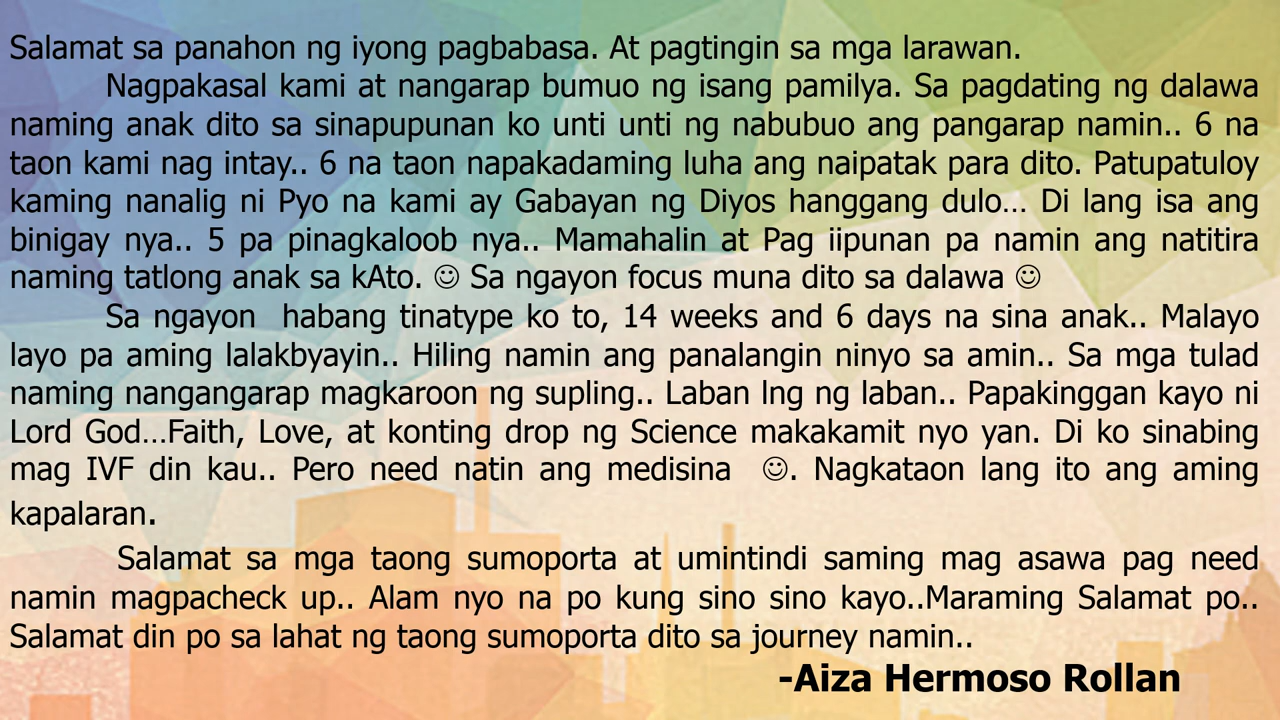 Salamat sa panahon ng iyong pagbabasa. At pagtingin sa mga larawan.
Nagpakasal kami at nangarap bumuo ng isang pamilya. Sa pagdating ng dalawa
naming anak dito sa sinapupunan ko unti unti ng nabubuo ang pangarap namin.. 6 na
taon kami nag intay.. 6 na taon napakadaming luha ang naipatak para dito. Patupatuloy
kaming nanalig ni Pyo na kami ay Gabayan ng Diyos hanggang dulo… Di lang isa ang
binigay nya.. 5 pa pinagkaloob nya.. Mamahalin at Pag iipunan pa namin ang natitira
naming tatlong anak sa kAto. ☺ Sa ngayon focus muna dito sa dalawa ☺
Sa ngayon  habang tinatype ko to, 14 weeks and 6 days na sina anak.. Malayo
layo pa aming lalakbyayin.. Hiling namin ang panalangin ninyo sa amin.. Sa mga tulad
naming nangangarap magkaroon ng supling.. Laban lng ng laban.. Papakinggan kayo ni
Lord God…Faith, Love, at konting drop ng Science makakamit nyo yan. Di ko sinabing
mag IVF din kau.. Pero need natin ang medisina  ☺. Nagkataon lang ito ang aming
kapalaran.
Salamat sa mga taong sumoporta at umintindi saming mag asawa pag need
namin magpacheck up.. Alam nyo na po kung sino sino kayo..Maraming Salamat po..
Salamat din po sa lahat ng taong sumoporta dito sa journey namin..
-Aiza Hermoso Rollan